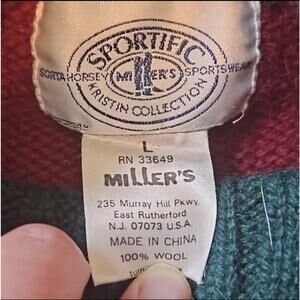 SPORTIFIC
SORTA HORSEY MILLER'S SPORTSWEAR
KRISTIN COLLECTION
L
RN 33649
MILLER'S
235 Murray Hill Pkwy.
East Rutherford
N.J. 07073 U.S.A.
MADE IN CHINA
100% WOOL